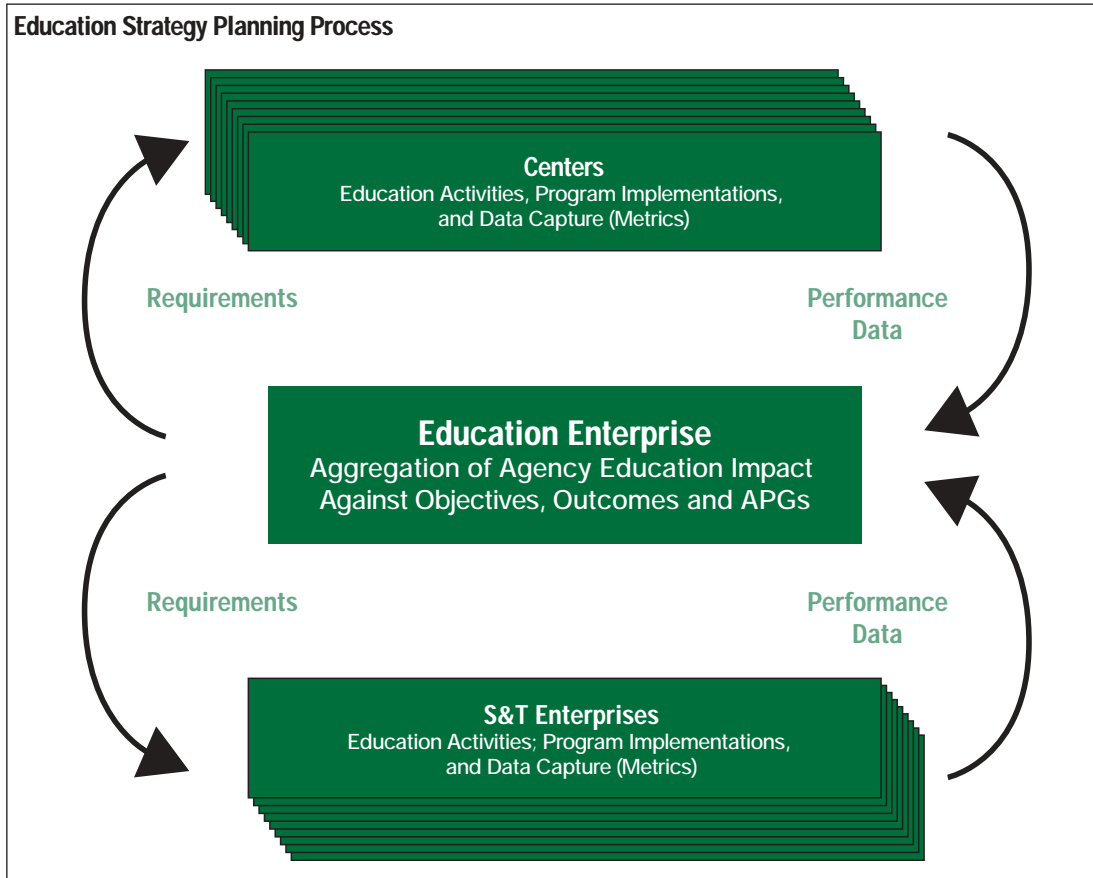 Education Strategy Planning Process
Centers
Education Activities, Program Implementations,
and Data Capture (Metrics)
Requirements
Performance
Data
Education Enterprise
Aggregation of Agency Education Impact
Against Objectives, Outcomes and APGs
Requirements
Performance
Data
S&T Enterprises
Education Activities; Program Implementations,
and Data Capture (Metrics)